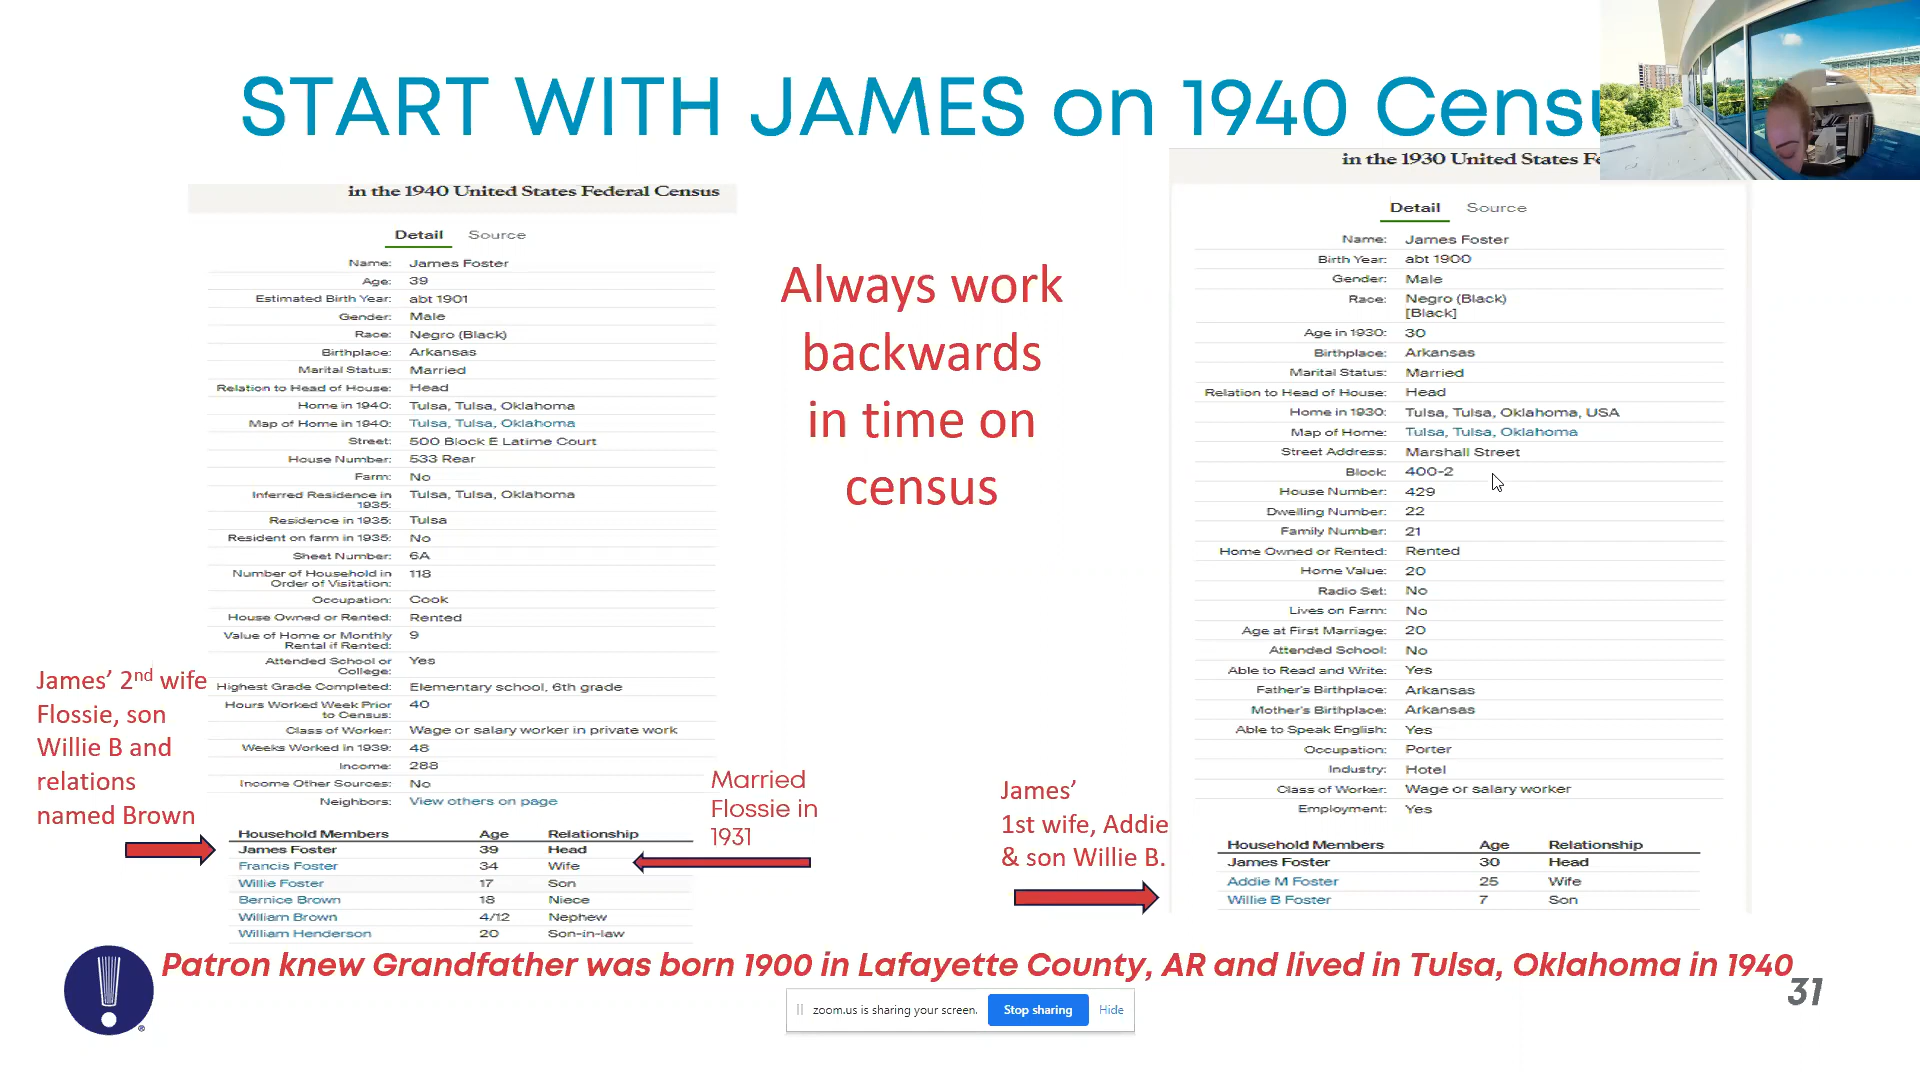 START WITH JAMES on 1940 Censu
in the 1940 United States Federal Census
Detail Source
Name: James Foster
Age: 39
Estimated Birth Year: abt 1901
Gender: Male
Race: Negro (Black)
Birthplace: Arkansas
Marital Status: Married
Relation to Head of House: Head
Home in 1940: Tulsa, Tulsa, Oklahoma
Map of Home in 1940: Tulsa, Tulsa, Oklahoma
Street: 500 Block E Latime Court
House Number: 533 Rear
Farm: No
Inferred Residence in 1935: Tulsa, Tulsa, Oklahoma
Residence in 1935: Tulsa
Resident on farm in 1935: No
Sheet Number: 6A
Number of Household in Order of Visitation: 118
Occupation: Cook
House Owned or Rented: Rented
Value of Home or Monthly Rental if Rented: 9
Attended School or College: Yes
Highest Grade Completed: Elementary school, 6th grade
Hours Worked Week Prior to Census: 40
Class of Worker: Wage or salary worker in private work
Weeks Worked in 1939: 48
Income: 288
Income Other Sources: No
Neighbors: View others on page
Household Members Age Relationship
James Foster 39 Head
Francis Foster 34 Wife
Willie Foster 17 Son
Bernice Brown 18 Niece
William Brown 4/12 Nephew
William Henderson 20 Son-in-law
James' 2nd wife
Flossie, son
Willie B and
relations
named Brown
Married
Flossie in
1931
Always work
backwards
in time on
census
in the 1930 United States Fe
Detail Source
Name: James Foster
Birth Year: abt 1900
Gender: Male
Race: Negro (Black)
[Black]
Age in 1930: 30
Birthplace: Arkansas
Marital Status: Married
Relation to Head of House: Head
Home in 1930: Tulsa, Tulsa, Oklahoma, USA
Map of Home: Tulsa, Tulsa, Oklahoma
Street Address: Marshall Street
Block: 400-2
House Number: 429
Dwelling Number: 22
Family Number: 21
Home Owned or Rented: Rented
Home Value: 20
Radio Set: No
Lives on Farm: No
Age at First Marriage: 20
Attended School: No
Able to Read and Write: Yes
Father's Birthplace: Arkansas
Mother's Birthplace: Arkansas
Able to Speak English: Yes
Occupation: Porter
Industry: Hotel
Class of Worker: Wage or salary worker
Employment: Yes
Household Members Age Relationship
James Foster 30 Head
Addie M Foster 25 Wife
Willie B Foster 7 Son
James'
1st wife, Addie
& son Willie B.
Patron knew Grandfather was born 1900 in Lafayette County, AR and lived in Tulsa, Oklahoma in 1940
31
zoom.us is sharing your screen. Stop sharing Hide